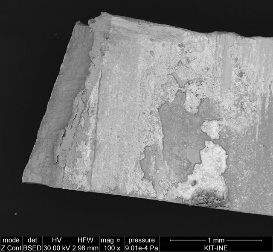 mode det HV HFW mag ¤ pressure 1 mm
Z Cont BSED 30.00 kV 2.98 mm 100 x 9.01e-4 Pa KIT-INE